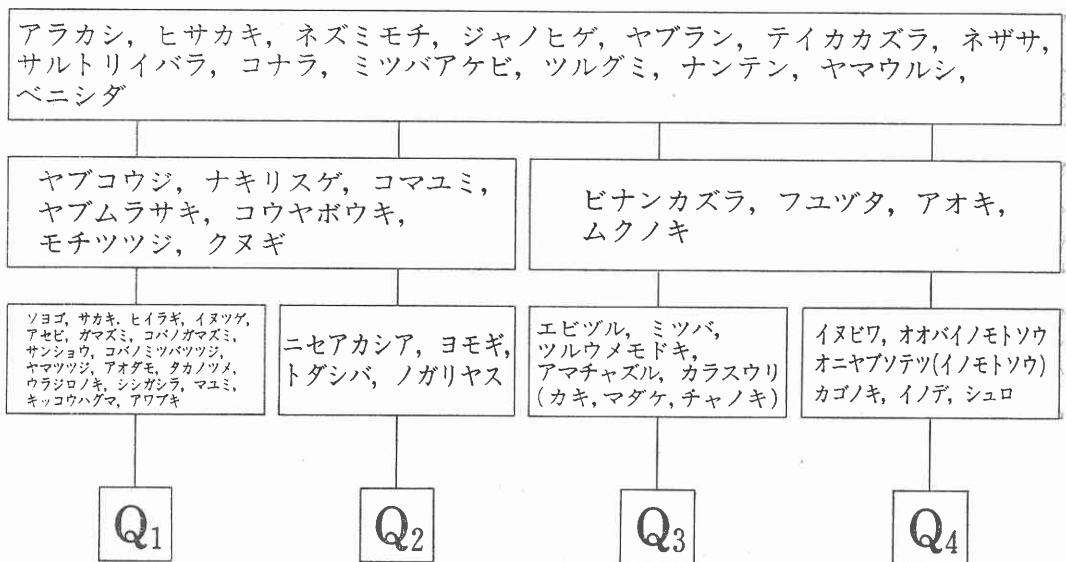 アラカシ, ヒサカキ, ネズミモチ, ジャノヒゲ, ヤブラン, テイカカズラ, ネザサ,
サルトリイバラ, コナラ, ミツバアケビ, ツルグミ, ナンテン, ヤマウルシ,
ベニシダ
ヤブコウジ, ナキリスゲ, コマユミ,
ヤブムラサキ, コウヤボウキ,
モチツツジ, クヌギ
ビナンカズラ, フユヅタ, アオキ,
ムクノキ
ソヨゴ, サカキ. ヒイラギ, イヌツゲ,
アセビ, ガマズミ, コバノガマズミ,
サンショウ, コバノミツバツツジ,
ヤマツツジ, アオダモ, タカノツメ,
ウラジロノキ, シシガシラ, マユミ,
キッコウハグマ, アワブキ
ニセアカシア, ヨモギ,
トダシバ, ノガリヤス
エビヅル, ミツバ,
ツルウメモドキ,
アマチャズル, カラスウリ
(カキ, マダケ, チャノキ)
イヌビワ, オオバイノモトソウ
オニヤブソテツ(イノモトソウ)
カゴノキ, イノデ, シュロ
Q1
Q2
Q3
Q4